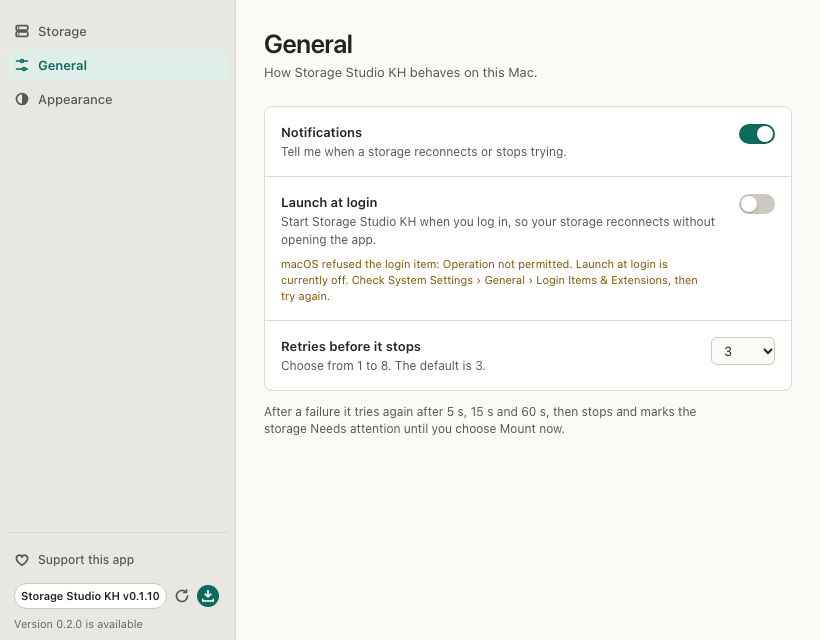 Storage
General
Appearance
Support this app
Storage Studio KH v0.1.10
Version 0.2.0 is available
General
How Storage Studio KH behaves on this Mac.
Notifications
Tell me when a storage reconnects or stops trying.
Launch at login
Start Storage Studio KH when you log in, so your storage reconnects without
opening the app.
macOS refused the login item: Operation not permitted. Launch at login is
currently off. Check System Settings › General › Login Items & Extensions, then
try again.
Retries before it stops
3
Choose from 1 to 8. The default is 3.
After a failure it tries again after 5 s, 15 s and 60 s, then stops and marks the
storage Needs attention until you choose Mount now.